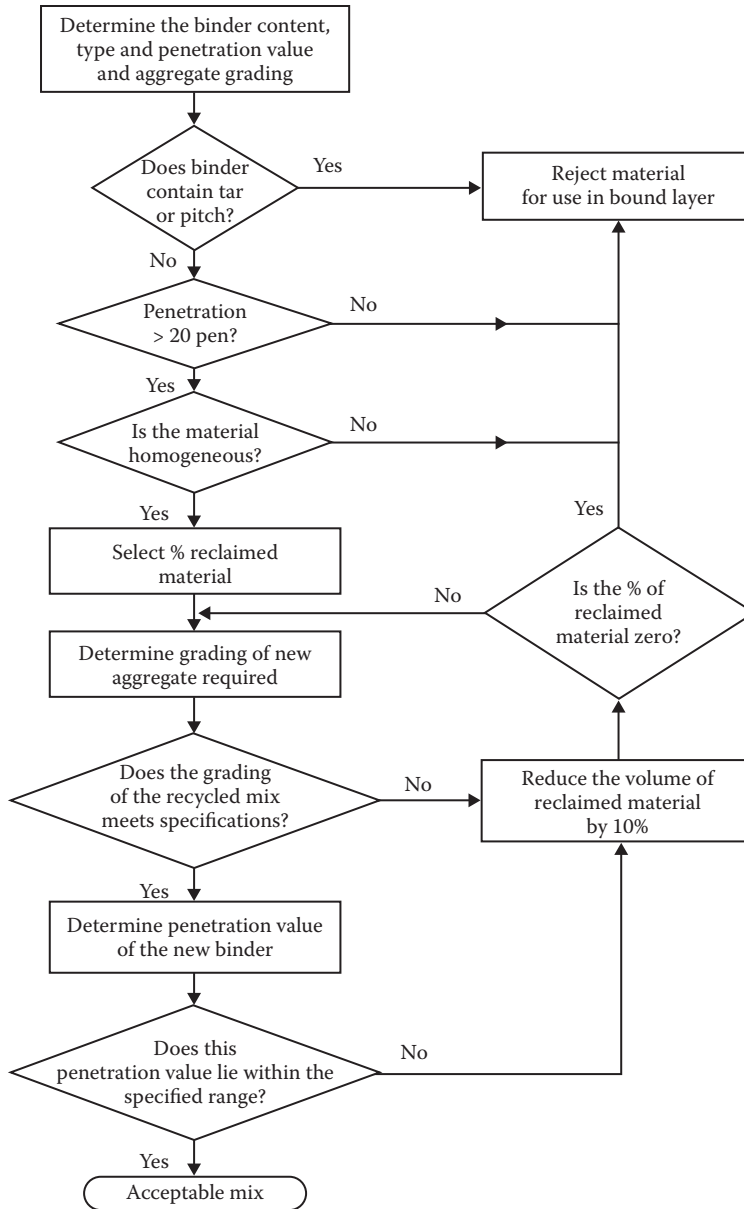 Determine the binder content,
type and penetration value
and aggregate grading
Does binder
contain tar
or pitch?
Yes
Reject material
for use in bound layer
No
Penetration
> 20 pen?
No
Yes
Is the material
homogeneous?
No
Yes
Yes
Select % reclaimed
material
No
Is the % of
reclaimed
material zero?
Determine grading of new
aggregate required
Does the grading
of the recycled mix
meets specifications?
No
Reduce the volume of
reclaimed material
by 10%
Yes
Determine penetration value
of the new binder
Does this
penetration value lie within the
specified range?
No
Yes
Acceptable mix